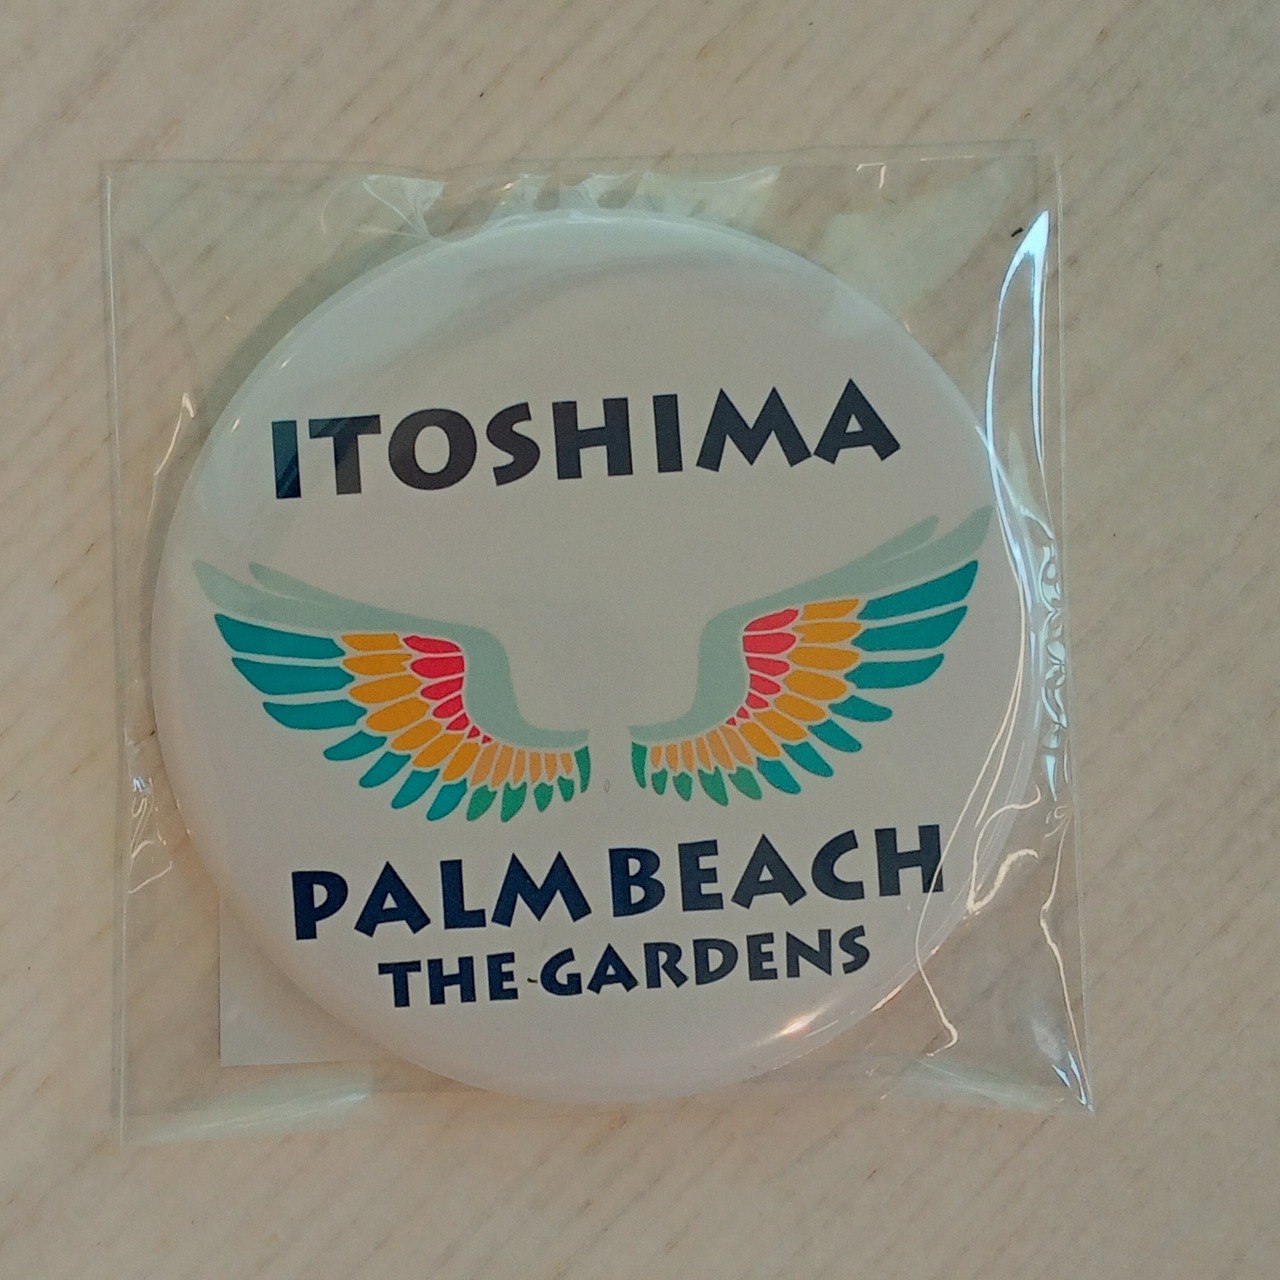 ITOSHIMA
PALM BEACH
THE GARDENS